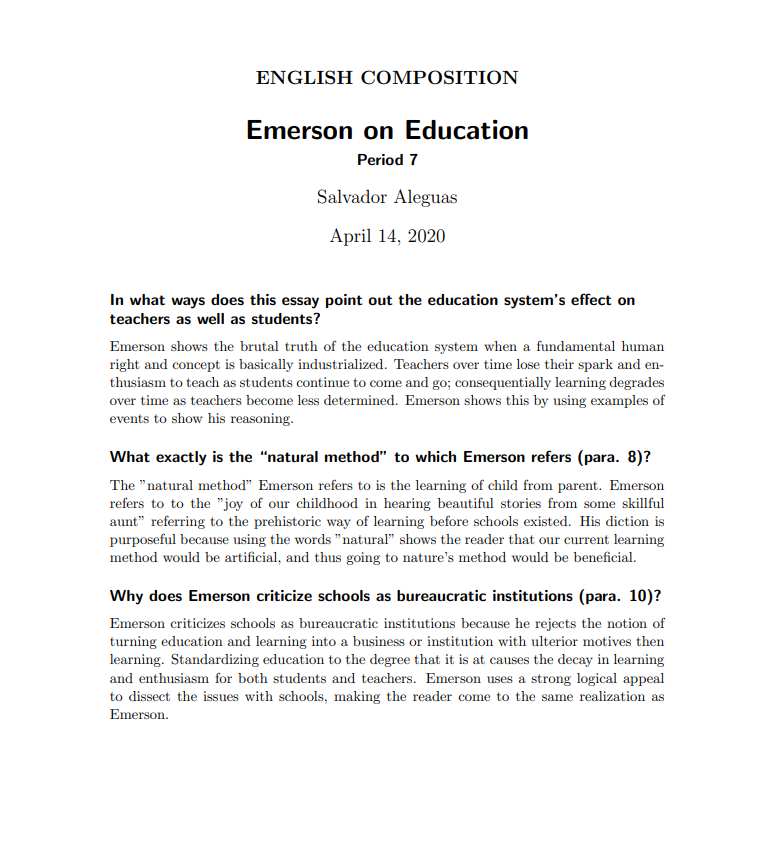 ENGLISH COMPOSITION
Emerson on Education
Period 7
Salvador Aleguas
April 14, 2020
In what ways does this essay point out the education system's effect on
teachers as well as students?
Emerson shows the brutal truth of the education system when a fundamental human
right and concept is basically industrialized. Teachers over time lose their spark and en-
thusiasm to teach as students continue to come and go; consequentially learning degrades
over time as teachers become less determined. Emerson shows this by using examples of
events to show his reasoning.
What exactly is the “natural method” to which Emerson refers (para. 8)?
The ”natural method” Emerson refers to is the learning of child from parent. Emerson
refers to to the ”joy of our childhood in hearing beautiful stories from some skillful
aunt” referring to the prehistoric way of learning before schools existed. His diction is
purposeful because using the words ”natural” shows the reader that our current learning
method would be artificial, and thus going to nature's method would be beneficial.
Why does Emerson criticize schools as bureaucratic institutions (para. 10)?
Emerson criticizes schools as bureaucratic institutions because he rejects the notion of
turning education and learning into a business or institution with ulterior motives then
learning. Standardizing education to the degree that it is at causes the decay in learning
and enthusiasm for both students and teachers. Emerson uses a strong logical appeal
to dissect the issues with schools, making the reader come to the same realization as
Emerson.